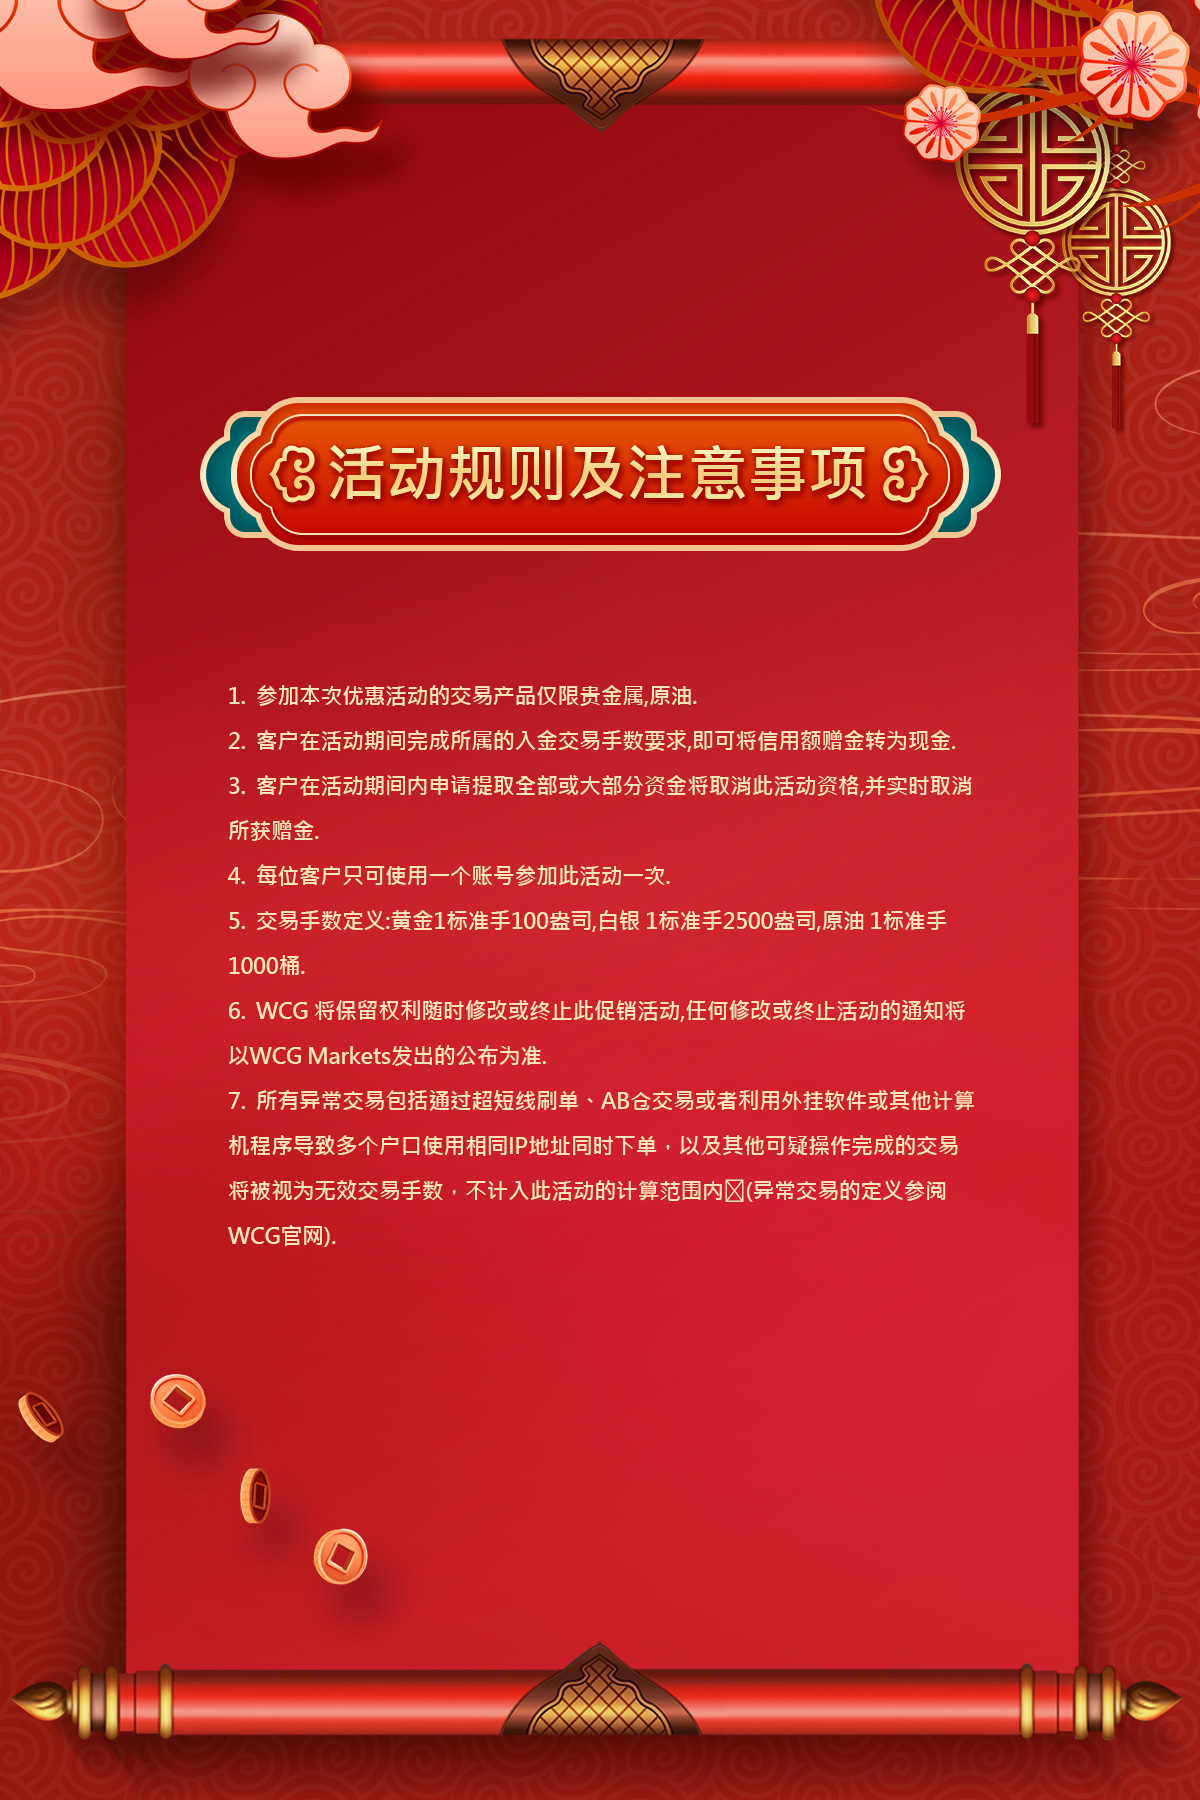 活动规则及注意事项
1. 参加本次优惠活动的交易产品仅限贵金属,原油.
2. 客户在活动期间完成所属的入金交易手数要求,即可将信用额赠金转为现金.
3. 客户在活动期间内申请提取全部或大部分资金将取消此活动资格,并实时取消
所获赠金.
4. 每位客户只可使用一个账号参加此活动一次.
5. 交易手数定义:黄金1标准手100盎司,白银 1标准手2500盎司,原油 1标准手
1000桶.
6. WCG 将保留权利随时修改或终止此促销活动,任何修改或终止活动的通知将
以WCG Markets发出的公布为准.
7. 所有异常交易包括通过超短线刷单、AB仓交易或者利用外挂软件或其他计算
机程序导致多个户口使用相同IP地址同时下单，以及其他可疑操作完成的交易
将被视为无效交易手数，不计入此活动的计算范围内(异常交易的定义参阅
WCG官网).